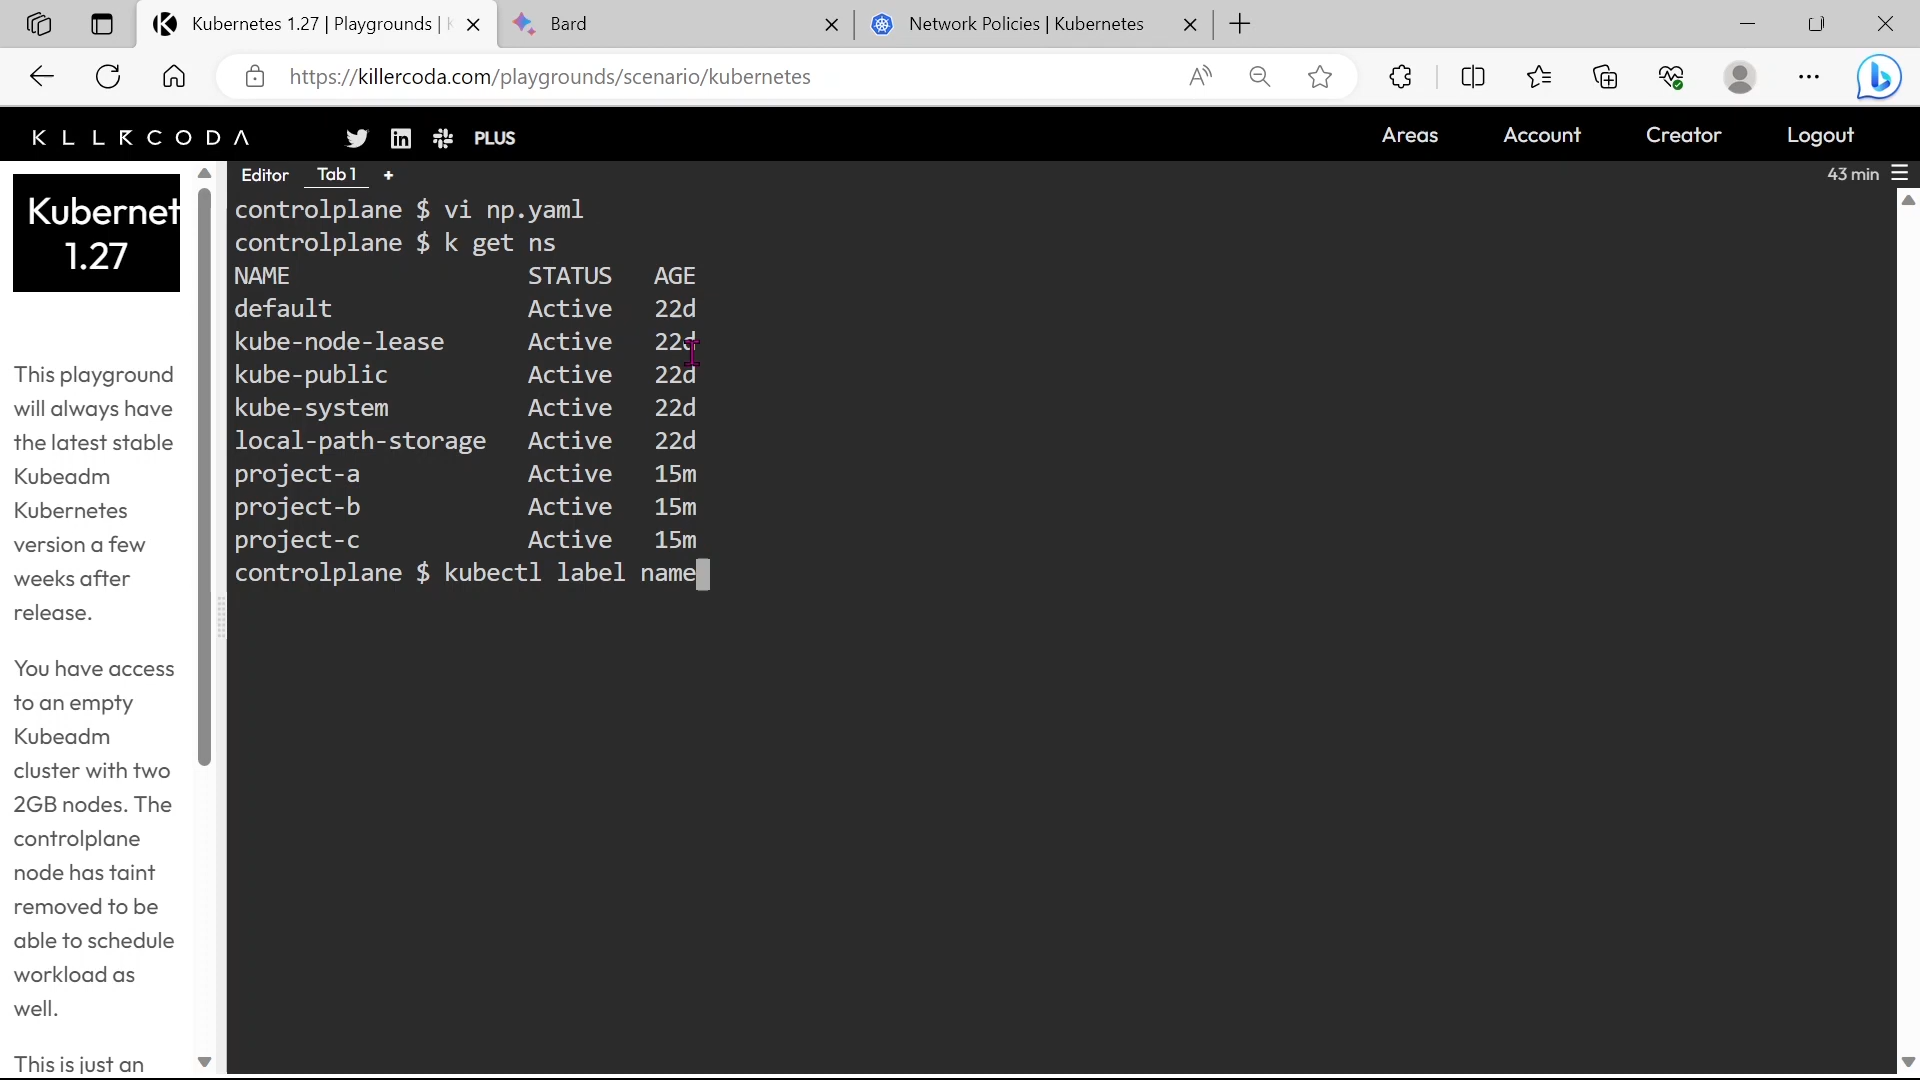 Kubernetes 1.27 | Playgrounds |
Bard
Network Policies | Kubernetes
https://killercoda.com/playgrounds/scenario/kubernetes
KLLRCODA
PLUS
Areas
Account
Creator
Logout
Kubernet
1.27
This playground
will always have
the latest stable
Kubeadm
Kubernetes
version a few
weeks after
release.
You have access
to an empty
Kubeadm
cluster with two
2GB nodes. The
controlplane
node has taint
removed to be
able to schedule
workload as
well.
This is just an
Editor
Tab 1
+
43 min
controlplane $ vi np.yaml
controlplane $ k get ns
NAME STATUS AGE
default Active 22d
kube-node-lease Active 22d
kube-public Active 22d
kube-system Active 22d
local-path-storage Active 22d
project-a Active 15m
project-b Active 15m
project-c Active 15m
controlplane $ kubectl label name